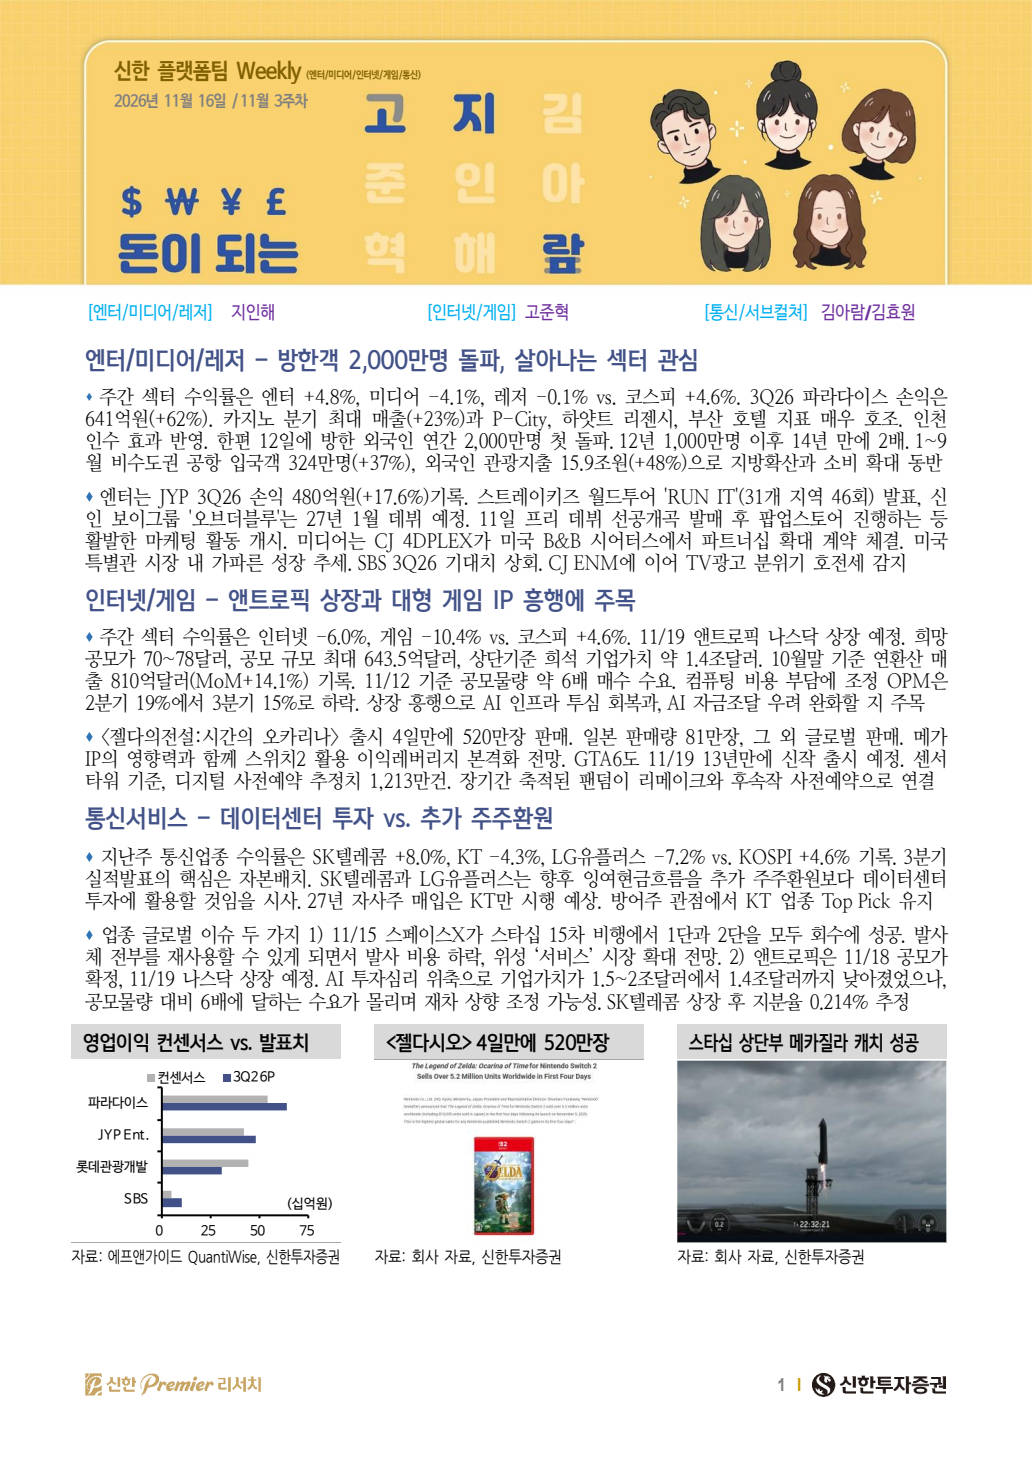 신한 플랫폼팀 Weekly (엔터/미디어/인터넷/게임/통신)
2026년 11월 16일 / 11월 3주차
고 지 김
준 인 아
혁 해 람
$ ₩ ¥ £
돈이 되는
[엔터/미디어/레저] 지인해 [인터넷/게임] 고준혁 [통신/서브컬쳐] 김아람/김효원
엔터/미디어/레저 – 방한객 2,000만명 돌파, 살아나는 섹터 관심
♦ 주간 섹터 수익률은 엔터 +4.8%, 미디어 -4.1%, 레저 -0.1% vs. 코스피 +4.6%. 3Q26 파라다이스 손익은
641억원(+62%). 카지노 분기 최대 매출(+23%)과 P-City, 하얏트 리젠시, 부산 호텔 지표 매우 호조. 인천
인수 효과 반영. 한편 12일에 방한 외국인 연간 2,000만명 첫 돌파. 12년 1,000만명 이후 14년 만에 2배. 1~9
월 비수도권 공항 입국객 324만명(+37%), 외국인 관광지출 15.9조원(+48%)으로 지방확산과 소비 확대 동반
♦ 엔터는 JYP 3Q26 손익 480억원(+17.6%)기록. 스트레이키즈 월드투어 'RUN IT'(31개 지역 46회) 발표, 신
인 보이그룹 '오브더블루'는 27년 1월 데뷔 예정. 11일 프리 데뷔 선공개곡 발매 후 팝업스토어 진행하는 등
활발한 마케팅 활동 개시. 미디어는 CJ 4DPLEX가 미국 B&B 시어터스에서 파트너십 확대 계약 체결. 미국
특별관 시장 내 가파른 성장 추세. SBS 3Q26 기대치 상회. CJ ENM에 이어 TV광고 분위기 호전세 감지
인터넷/게임 – 앤트로픽 상장과 대형 게임 IP 흥행에 주목
♦ 주간 섹터 수익률은 인터넷 -6.0%, 게임 -10.4% vs. 코스피 +4.6%. 11/19 앤트로픽 나스닥 상장 예정. 희망
공모가 70~78달러, 공모 규모 최대 643.5억달러, 상단기준 희석 기업가치 약 1.4조달러. 10월말 기준 연환산 매
출 810억달러(MoM+14.1%) 기록. 11/12 기준 공모물량 약 6배 매수 수요. 컴퓨팅 비용 부담에 조정 OPM은
2분기 19%에서 3분기 15%로 하락. 상장 흥행으로 AI 인프라 투심 회복과, AI 자금조달 우려 완화할 지 주목
♦ <젤다의전설:시간의 오카리나> 출시 4일만에 520만장 판매. 일본 판매량 81만장, 그 외 글로벌 판매. 메가
IP의 영향력과 함께 스위치2 활용 이익레버리지 본격화 전망. GTA6도 11/19 13년만에 신작 출시 예정. 센서
타워 기준, 디지털 사전예약 추정치 1,213만건. 장기간 축적된 팬덤이 리메이크와 후속작 사전예약으로 연결
통신서비스 – 데이터센터 투자 vs. 추가 주주환원
♦ 지난주 통신업종 수익률은 SK텔레콤 +8.0%, KT -4.3%, LG유플러스 -7.2% vs. KOSPI +4.6% 기록. 3분기
실적발표의 핵심은 자본배치. SK텔레콤과 LG유플러스는 향후 잉여현금흐름을 추가 주주환원보다 데이터센터
투자에 활용할 것임을 시사. 27년 자사주 매입은 KT만 시행 예상. 방어주 관점에서 KT 업종 Top Pick 유지
♦ 업종 글로벌 이슈 두 가지 1) 11/15 스페이스X가 스타십 15차 비행에서 1단과 2단을 모두 회수에 성공. 발사
체 전부를 재사용할 수 있게 되면서 발사 비용 하락, 위성 ‘서비스’ 시장 확대 전망. 2) 앤트로픽은 11/18 공모가
확정, 11/19 나스닥 상장 예정. AI 투자심리 위축으로 기업가치가 1.5~2조달러에서 1.4조달러까지 낮아졌었으나,
공모물량 대비 6배에 달하는 수요가 몰리며 재차 상향 조정 가능성. SK텔레콤 상장 후 지분율 0.214% 추정
영업이익 컨센서스 vs. 발표치
컨센서스 3Q26P
파라다이스
JYP Ent.
롯데관광개발
SBS
(십억원)
0 25 50 75
자료: 에프앤가이드 QuantiWise, 신한투자증권
<젤다시오> 4일만에 520만장
The Legend of Zelda: Ocarina of Time for Nintendo Switch 2
Sells Over 5.2 Million Units Worldwide in First Four Days
ZELDA
자료: 회사 자료, 신한투자증권
스타십 상단부 메카질라 캐치 성공
22:32:21
자료: 회사 자료, 신한투자증권
신한 Premier 리서치
1 | 신한투자증권